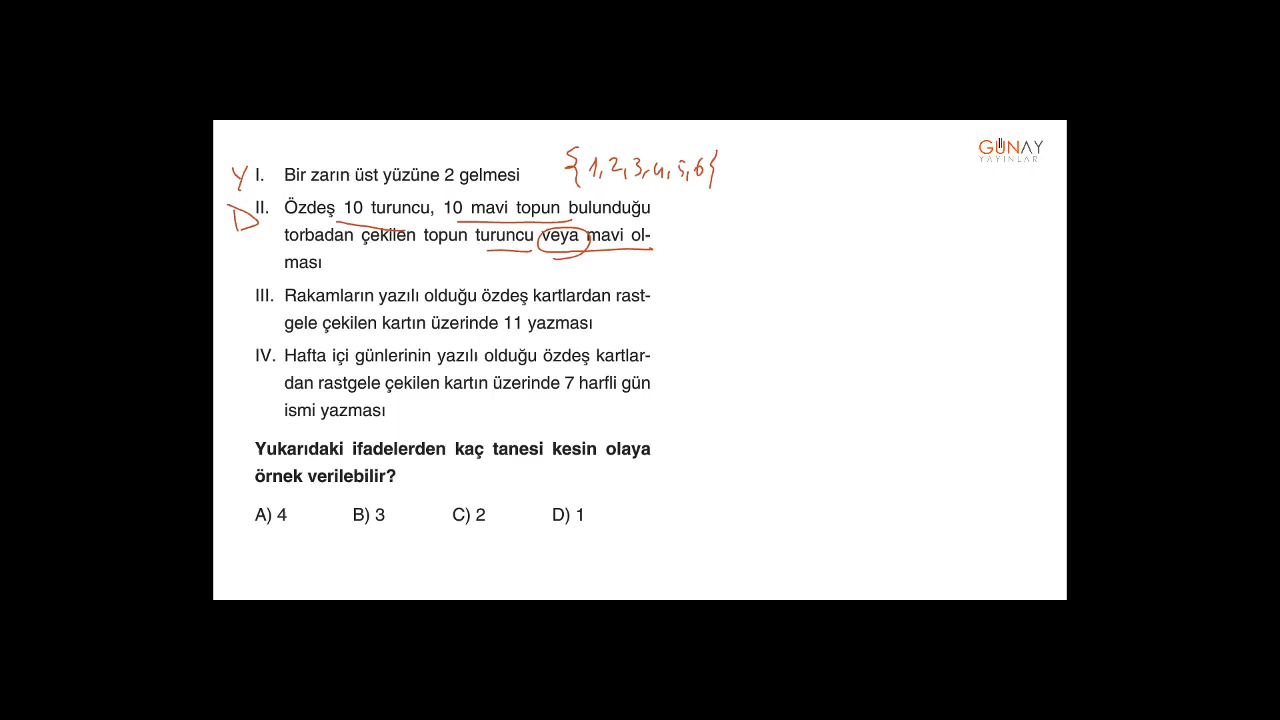 GÜNAY
YAYINLAR
Y I. Bir zarın üst yüzüne 2 gelmesi {1,2,3,4,5,6}
D II. Özdeş 10 turuncu, 10 mavi topun bulunduğu
torbadan çekilen topun turuncu veya mavi ol-
ması
III. Rakamların yazılı olduğu özdeş kartlardan rast-
gele çekilen kartın üzerinde 11 yazması
IV. Hafta içi günlerinin yazılı olduğu özdeş kartlar-
dan rastgele çekilen kartın üzerinde 7 harfli gün
ismi yazması
Yukarıdaki ifadelerden kaç tanesi kesin olaya
örnek verilebilir?
A) 4 B) 3 C) 2 D) 1